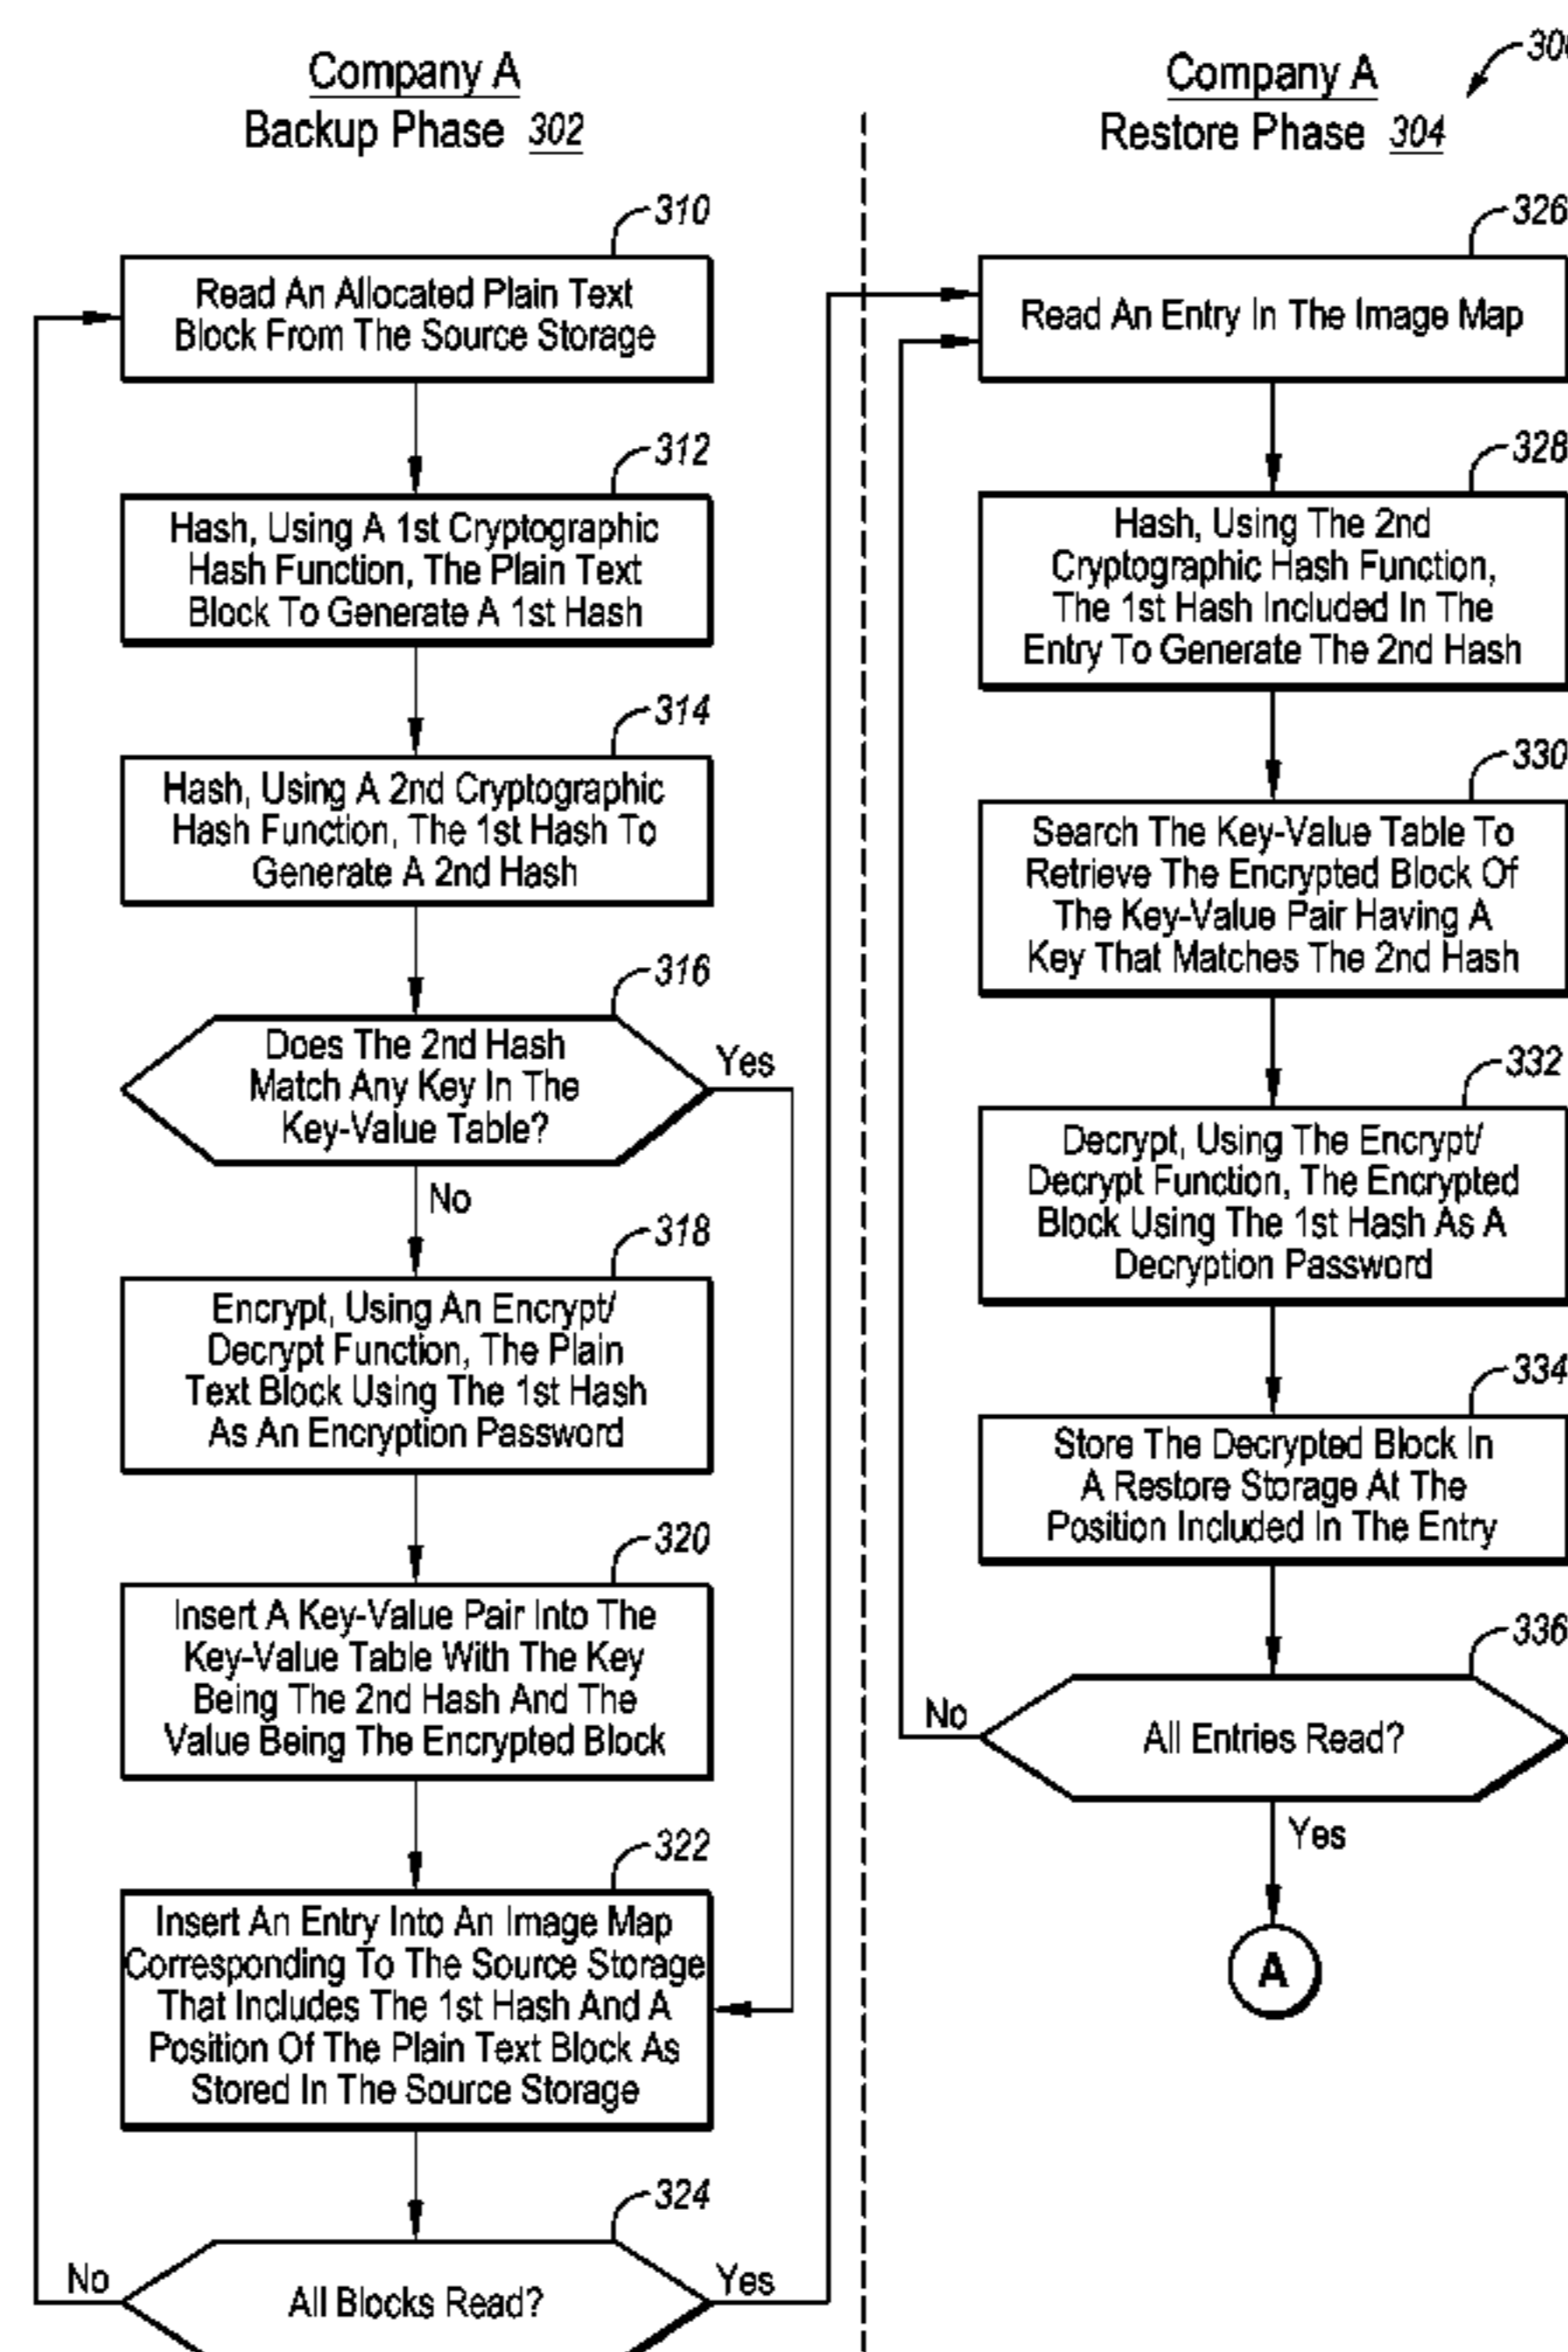 Company A
Backup Phase 302
310
Read An Allocated Plain Text
Block From The Source Storage
312
Hash, Using A 1st Cryptographic
Hash Function, The Plain Text
Block To Generate A 1st Hash
314
Hash, Using A 2nd Cryptographic
Hash Function, The 1st Hash To
Generate A 2nd Hash
316
Does The 2nd Hash
Match Any Key In The
Key-Value Table?
Yes
No
318
Encrypt, Using An Encrypt/
Decrypt Function, The Plain
Text Block Using The 1st Hash
As An Encryption Password
320
Insert A Key-Value Pair Into The
Key-Value Table With The Key
Being The 2nd Hash And The
Value Being The Encrypted Block
322
Insert An Entry Into An Image Map
Corresponding To The Source Storage
That Includes The 1st Hash And A
Position Of The Plain Text Block As
Stored In The Source Storage
324
No
All Blocks Read?
Yes
Company A
Restore Phase 304
326
Read An Entry In The Image Map
328
Hash, Using The 2nd
Cryptographic Hash Function,
The 1st Hash Included In The
Entry To Generate The 2nd Hash
330
Search The Key-Value Table To
Retrieve The Encrypted Block Of
The Key-Value Pair Having A
Key That Matches The 2nd Hash
332
Decrypt, Using The Encrypt/
Decrypt Function, The Encrypted
Block Using The 1st Hash As A
Decryption Password
334
Store The Decrypted Block In
A Restore Storage At The
Position Included In The Entry
336
No
All Entries Read?
Yes
A